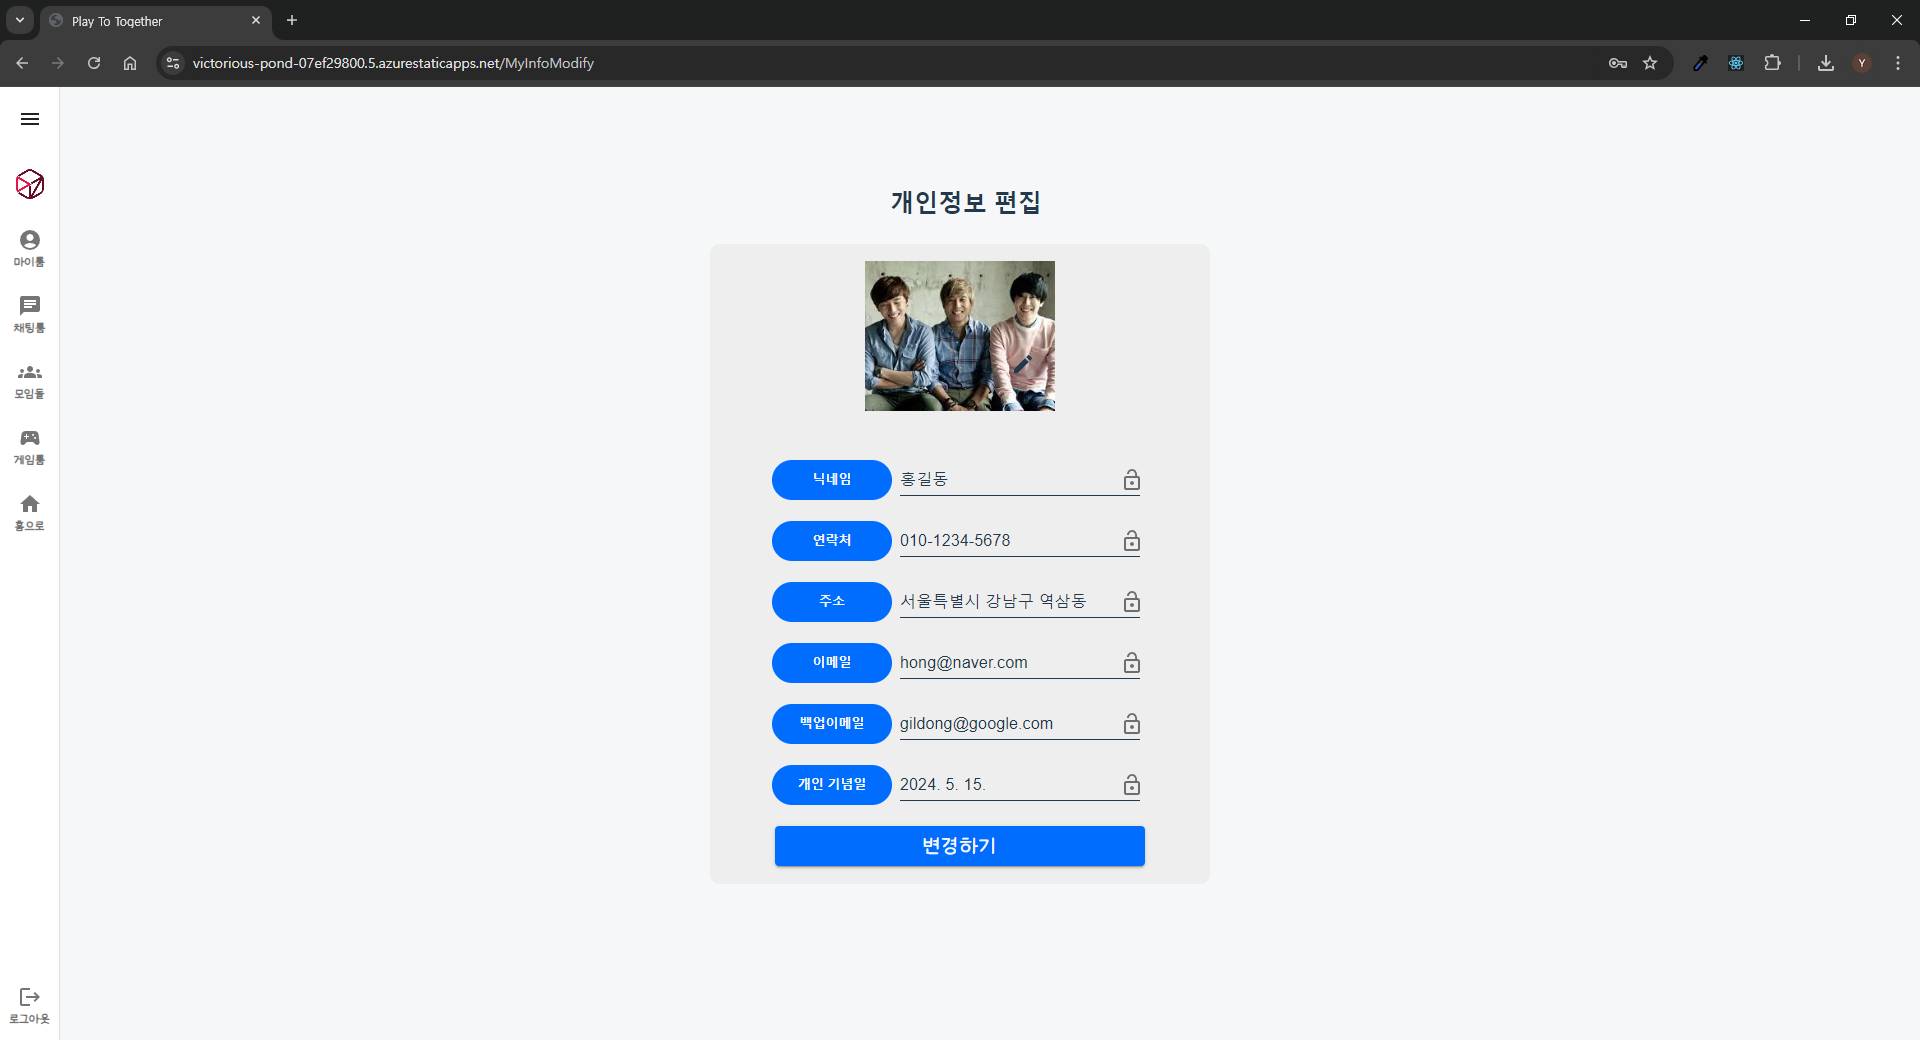 Play To Together
victorious-pond-07ef29800.5.azurestaticapps.net/MyInfoModify
Y
마이룸
채팅룸
모임돌
게임룸
홈으로
로그아웃
개인정보 편집
닉네임 홍길동
연락처 010-1234-5678
주소 서울특별시 강남구 역삼동
이메일 hong@naver.com
백업이메일 gildong@google.com
개인 기념일 2024. 5. 15.
변경하기